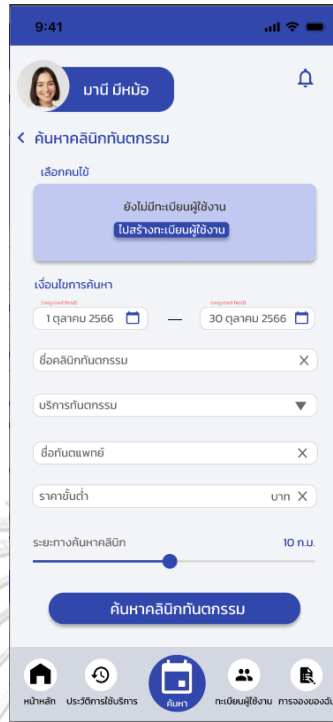 9:41
มานี มีหม้อ
ค้นหาคลินิกทันตกรรม
เลือกคนไข้
ยังไม่มีทะเบียนผู้ใช้งาน
ไปสร้างทะเบียนผู้ใช้งาน
เงื่อนไขการค้นหา
(required field) (required field)
1 ตุลาคม 2566 — 30 ตุลาคม 2566
ชื่อคลินิกทันตกรรม
บริการทันตกรรม
ชื่อทันตแพทย์
ราคาขั้นต่ำ บาท
ระยะทางค้นหาคลินิก 10 ก.ม.
ค้นหาคลินิกทันตกรรม
หน้าหลัก ประวัติการใช้บริการ ค้นหา ทะเบียนผู้ใช้งาน การจองของฉัน